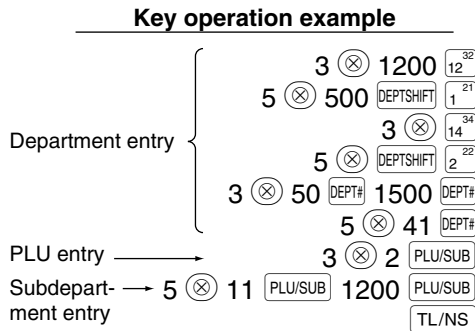 Key operation example
3 ⊗ 1200 12 32
5 ⊗ 500 DEPTSHIFT 1 21
3 ⊗ 14 34
Department entry
5 ⊗ DEPTSHIFT 2 22
3 ⊗ 50 DEPT# 1500 DEPT#
5 ⊗ 41 DEPT#
PLU entry → 3 ⊗ 2 PLU/SUB
Subdepart- → 5 ⊗ 11 PLU/SUB 1200 PLU/SUB
ment entry
TL/NS